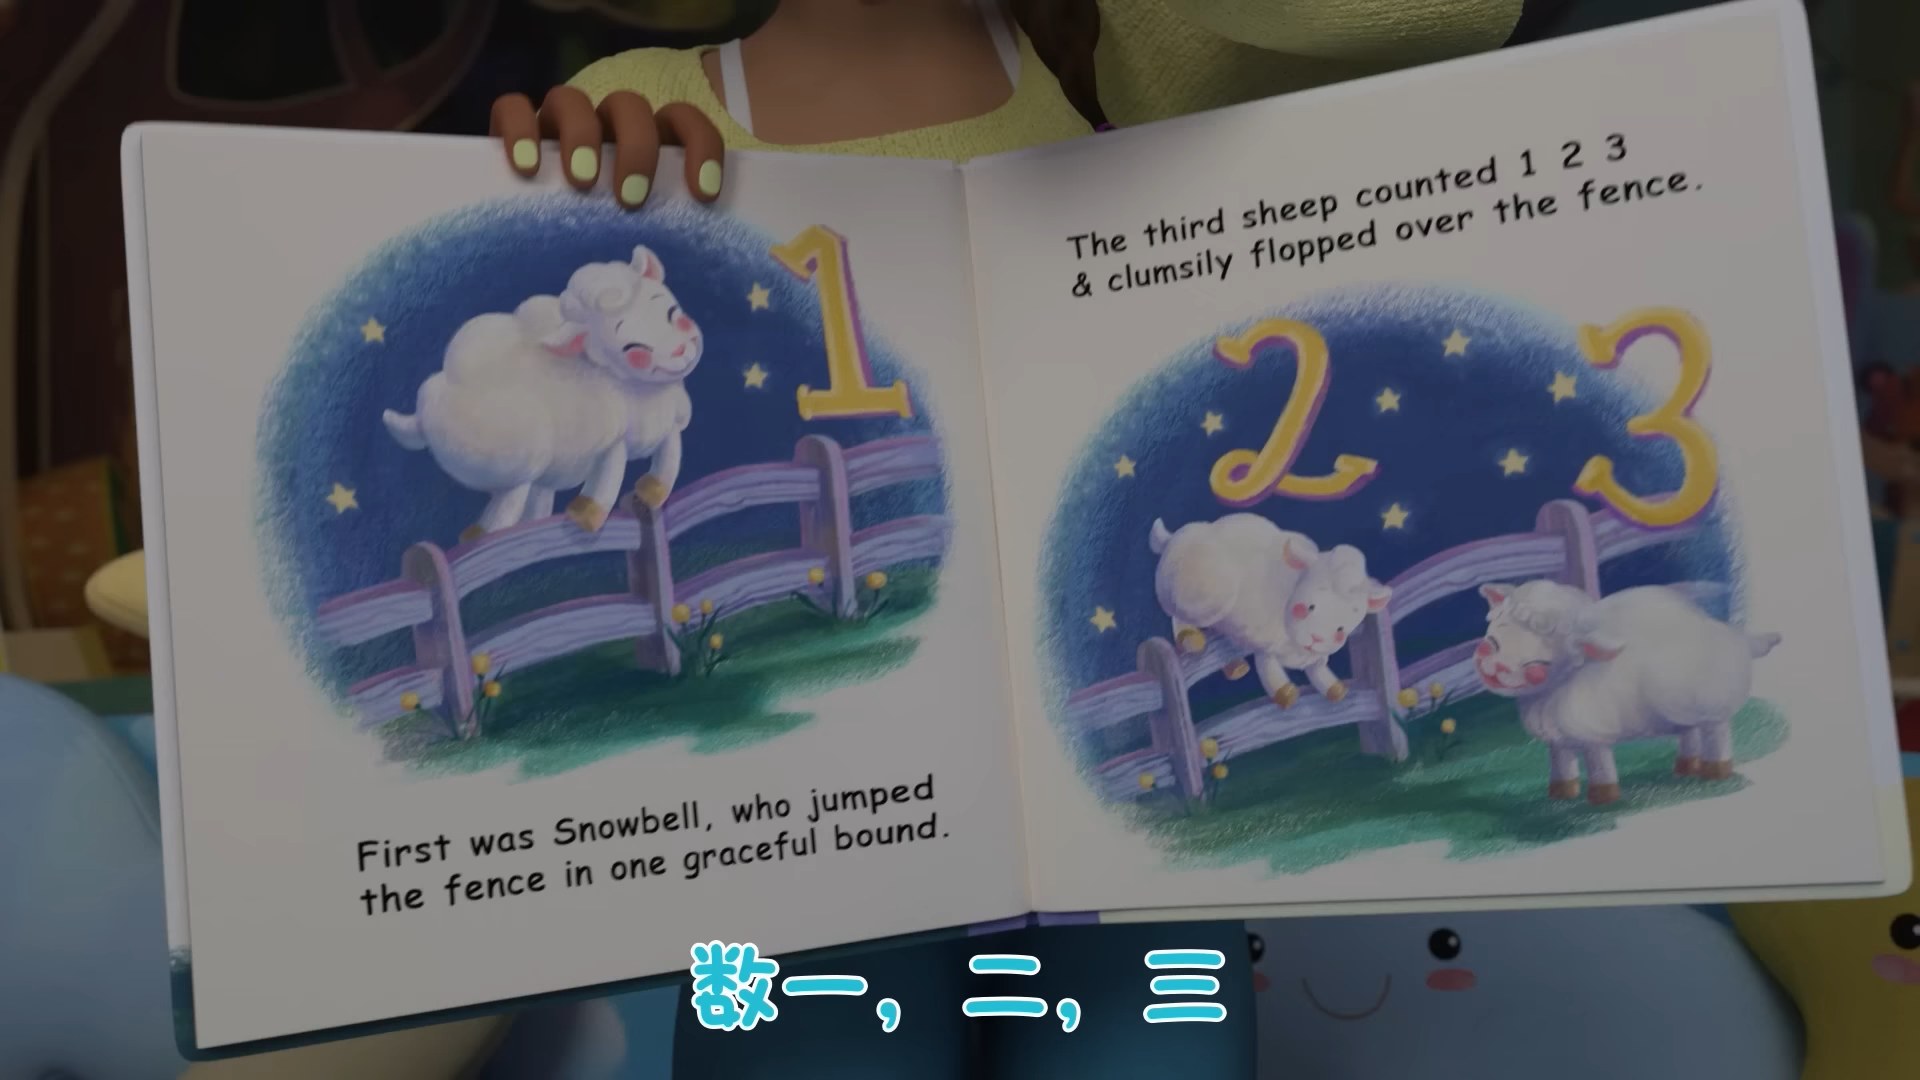 1
First was Snowbell, who jumped
the fence in one graceful bound.
The third sheep counted 1 2 3
& clumsily flopped over the fence.
2 3
数一，二，三